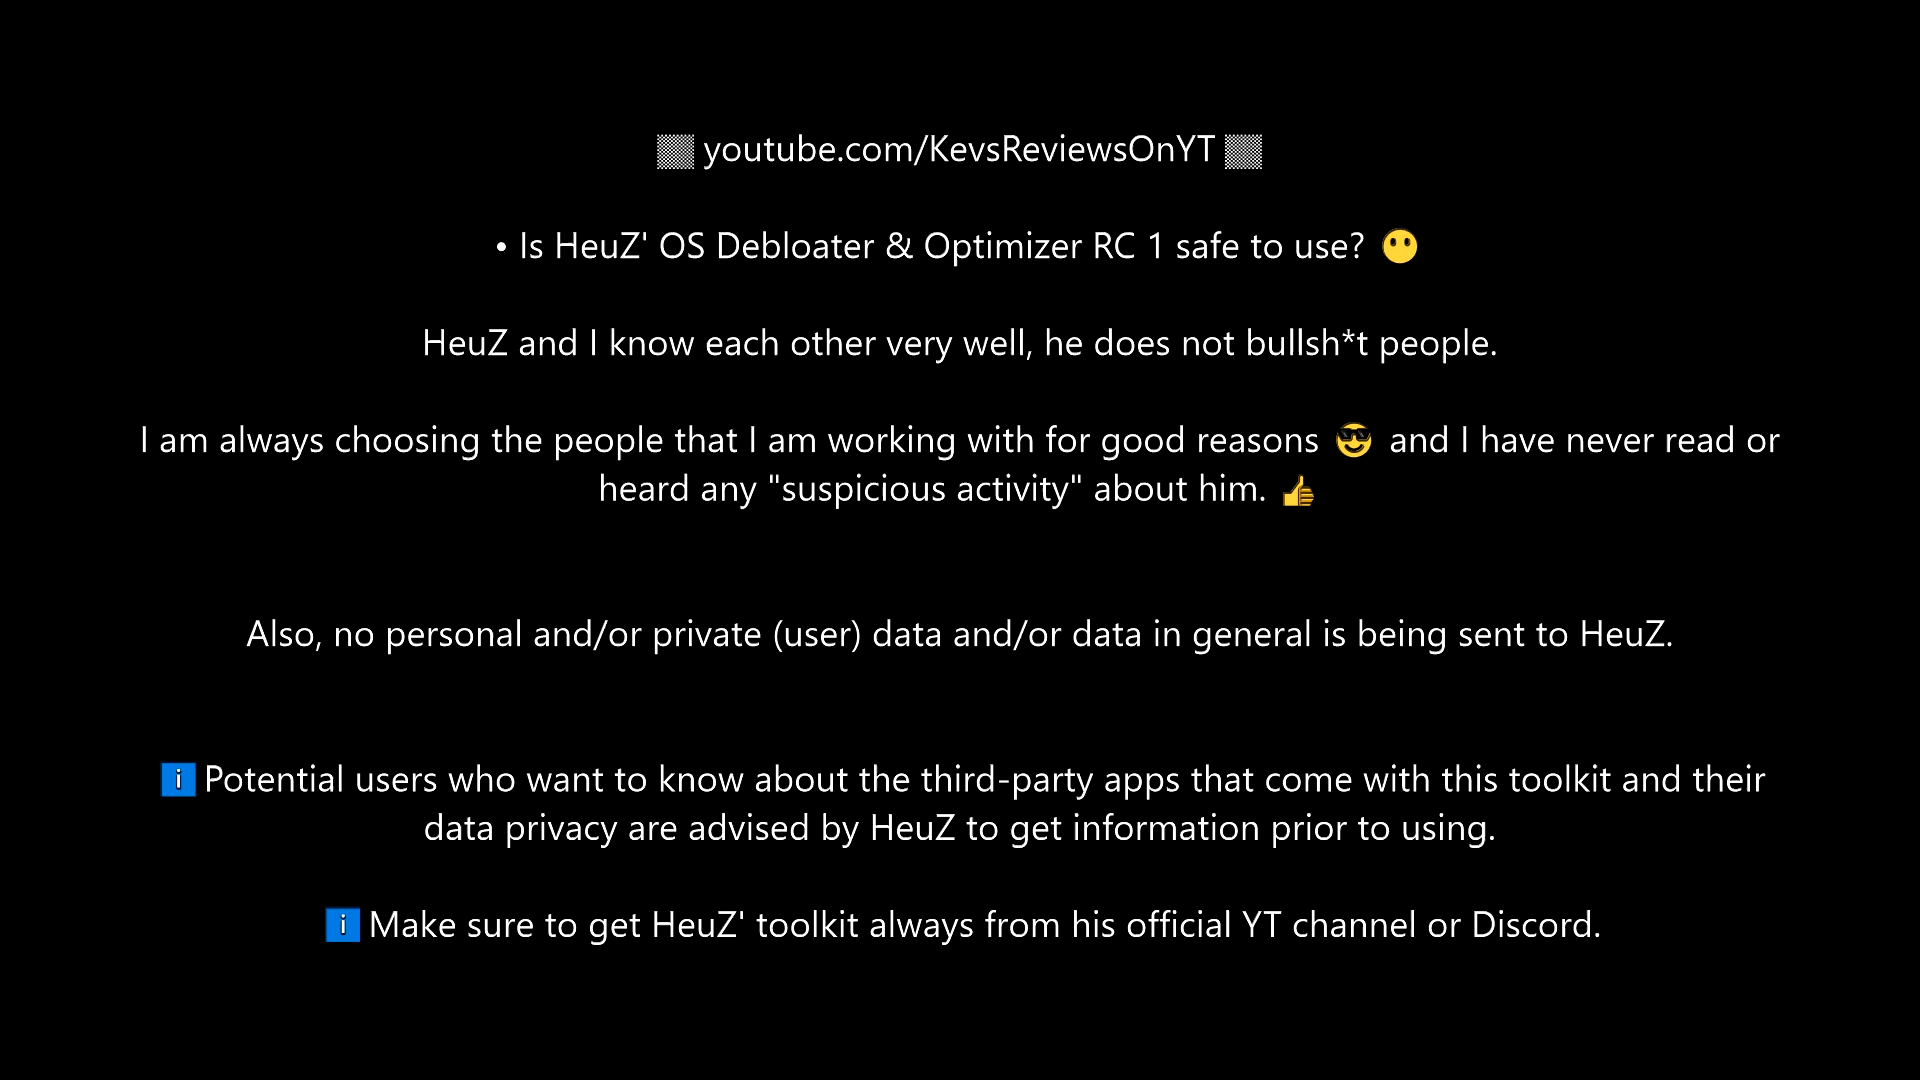 ▒▒ youtube.com/KevsReviewsOnYT ▒▒
• Is HeuZ' OS Debloater & Optimizer RC 1 safe to use? 😶
HeuZ and I know each other very well, he does not bullsh*t people.
I am always choosing the people that I am working with for good reasons 😎 and I have never read or
heard any "suspicious activity" about him. 👍
Also, no personal and/or private (user) data and/or data in general is being sent to HeuZ.
ℹ️ Potential users who want to know about the third-party apps that come with this toolkit and their
data privacy are advised by HeuZ to get information prior to using.
ℹ️ Make sure to get HeuZ' toolkit always from his official YT channel or Discord.